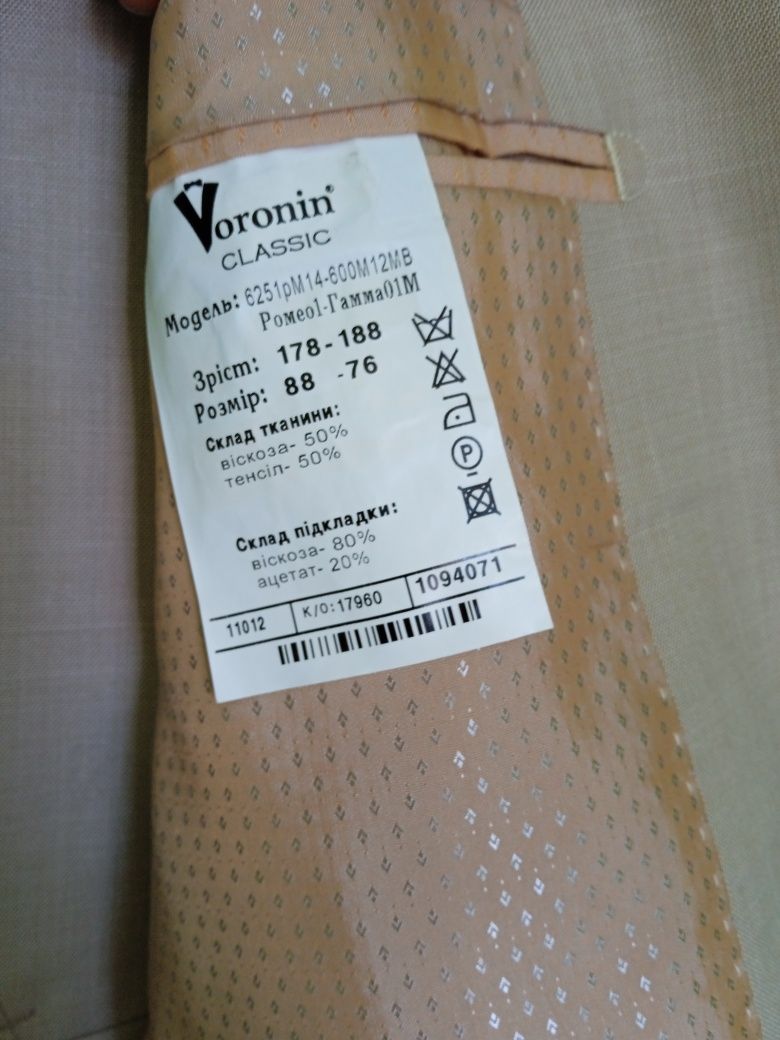 Voronin®
CLASSIC
Модель: 6251рМ14-600М12МВ
Ромео1-Гамма01М
Зріст: 178-188
Розмір: 88 -76
Склад тканини:
віскоза- 50%
тенсіл- 50%
P
Склад підкладки:
віскоза- 80%
ацетат- 20%
11012 К/О:17960 1094071